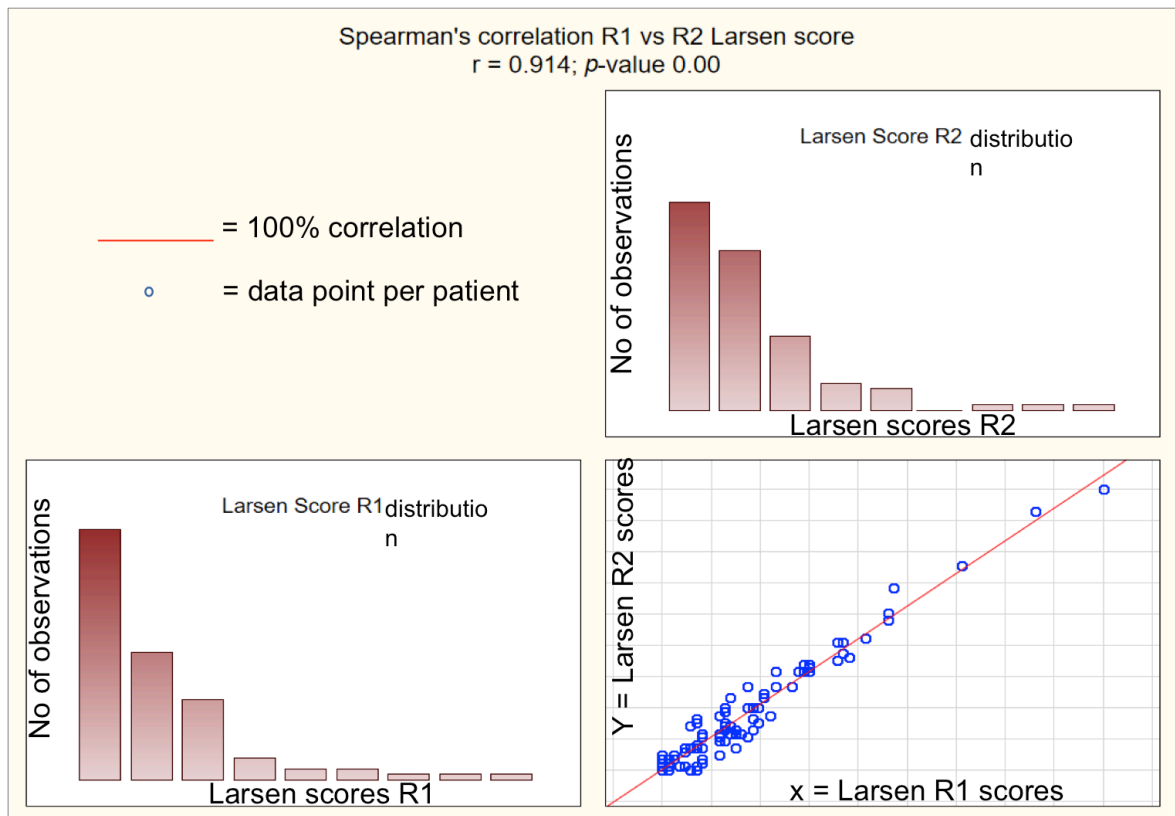 Spearman's correlation R1 vs R2 Larsen score
r = 0.914; p-value 0.00
= 100% correlation
= data point per patient
Larsen Score R2 distributio
n
No of observations
Larsen scores R2
Larsen Score R1 distributio
n
No of observations
Larsen scores R1
Y = Larsen R2 scores
x = Larsen R1 scores